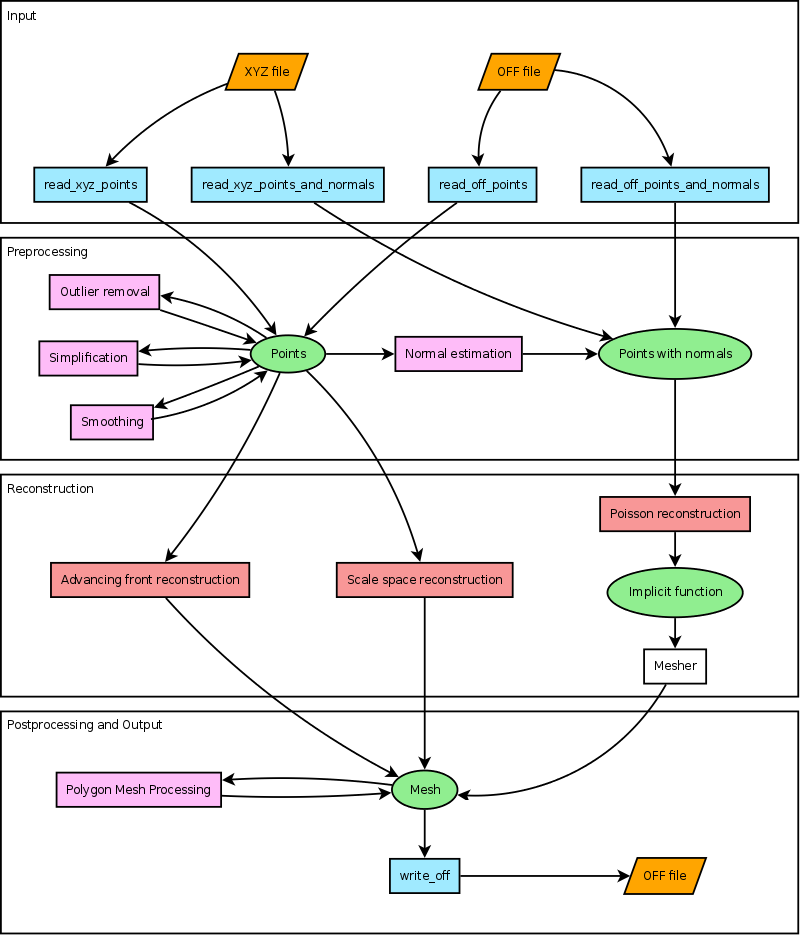 Input
XYZ file
OFF file
read_xyz_points
read_xyz_points_and_normals
read_off_points
read_off_points_and_normals
Preprocessing
Outlier removal
Simplification
Points
Normal estimation
Points with normals
Smoothing
Reconstruction
Poisson reconstruction
Advancing front reconstruction
Scale space reconstruction
Implicit function
Mesher
Postprocessing and Output
Polygon Mesh Processing
Mesh
write_off
OFF file